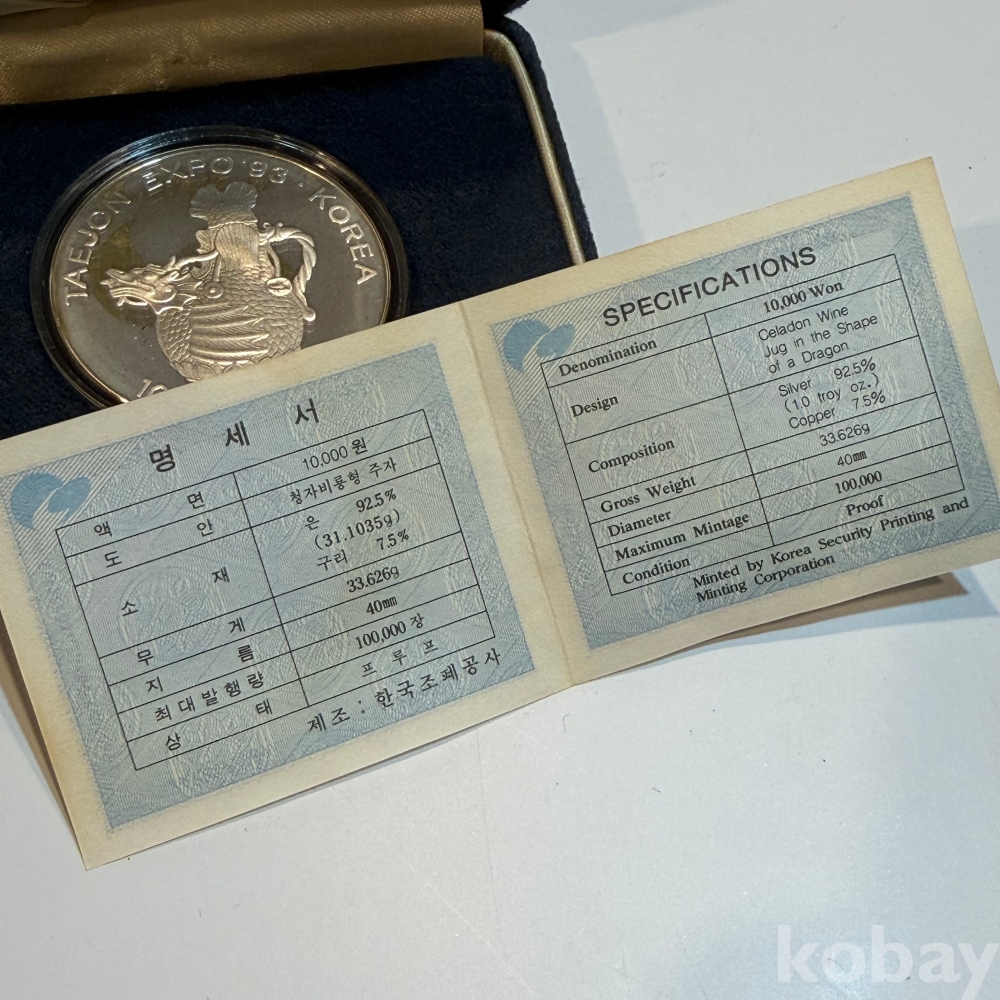 TAEJON EXPO '93 · KOREA
10
명 세 서
액 면 10,000원
도 안 청자비룡형 주자
소 재 은 92.5%
(31.1035g)
구리 7.5%
무 게 33.626g
지 름 40mm
최대발행량 100,000 장
상 태 프 루 프
제조 : 한국조폐공사
SPECIFICATIONS
Denomination 10,000 Won
Design Celadon Wine
Jug in the Shape
of a Dragon
Composition Silver 92.5%
(1.0 troy oz.)
Copper 7.5%
Gross Weight 33.626g
Diameter 40mm
Maximum Mintage 100,000
Condition Proof
Minted by Korea Security Printing and
Minting Corporation
kobay